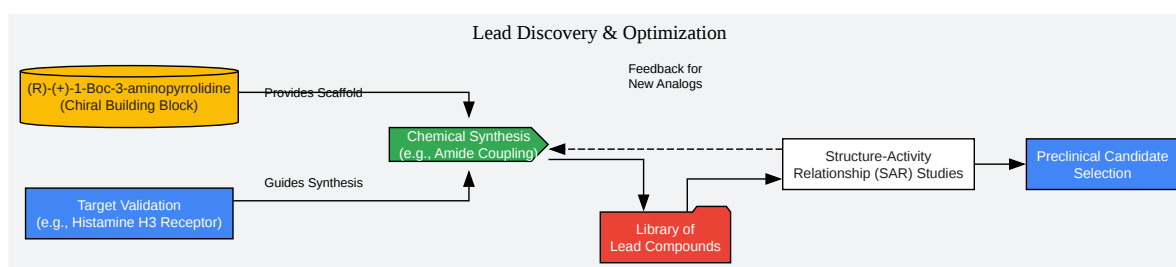 Lead Discovery & Optimization
Feedback for
New Analogs
(R)-(+)-1-Boc-3-aminopyrrolidine
(Chiral Building Block)
Provides Scaffold
Chemical Synthesis
(e.g., Amide Coupling)
Structure-Activity
Relationship (SAR) Studies
Preclinical Candidate
Selection
Guides Synthesis
Target Validation
(e.g., Histamine H3 Receptor)
Library of
Lead Compounds